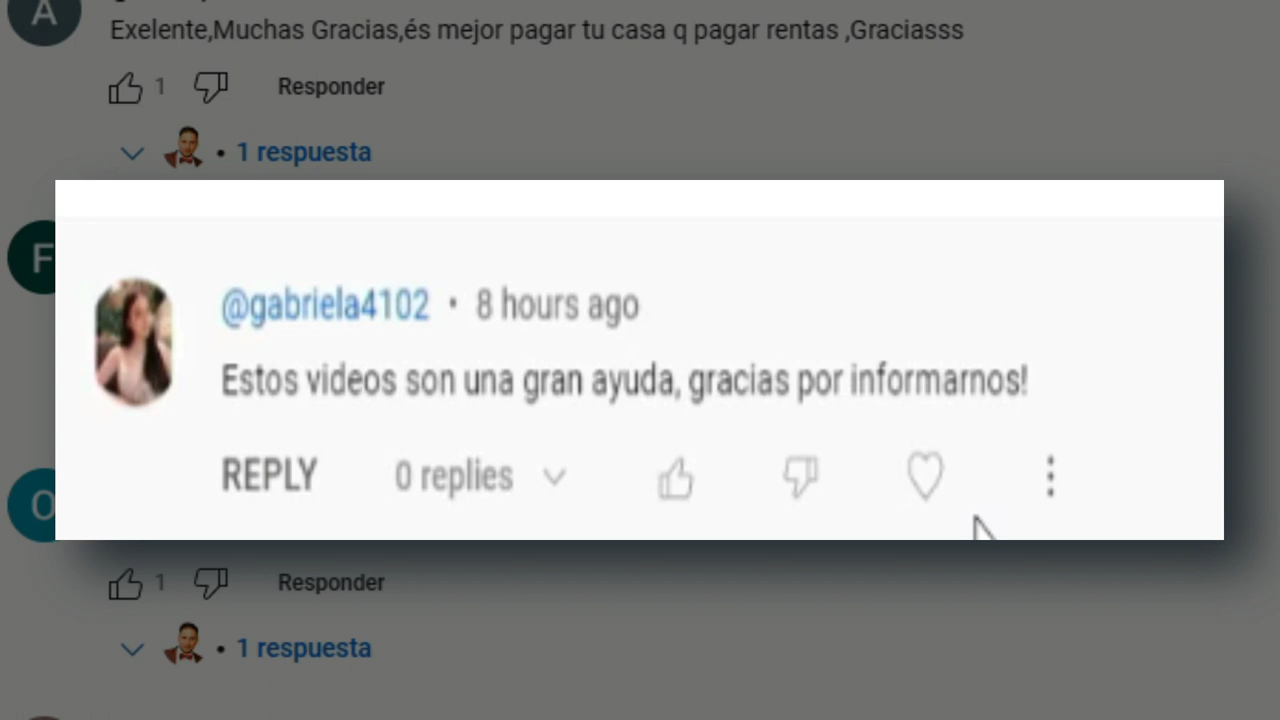 A
Exelente,Muchas Gracias,és mejor pagar tu casa q pagar rentas ,Graciasss
1 Responder
• 1 respuesta
F
@gabriela4102 • 8 hours ago
Estos videos son una gran ayuda, gracias por informarnos!
REPLY 0 replies
O
1 Responder
• 1 respuesta